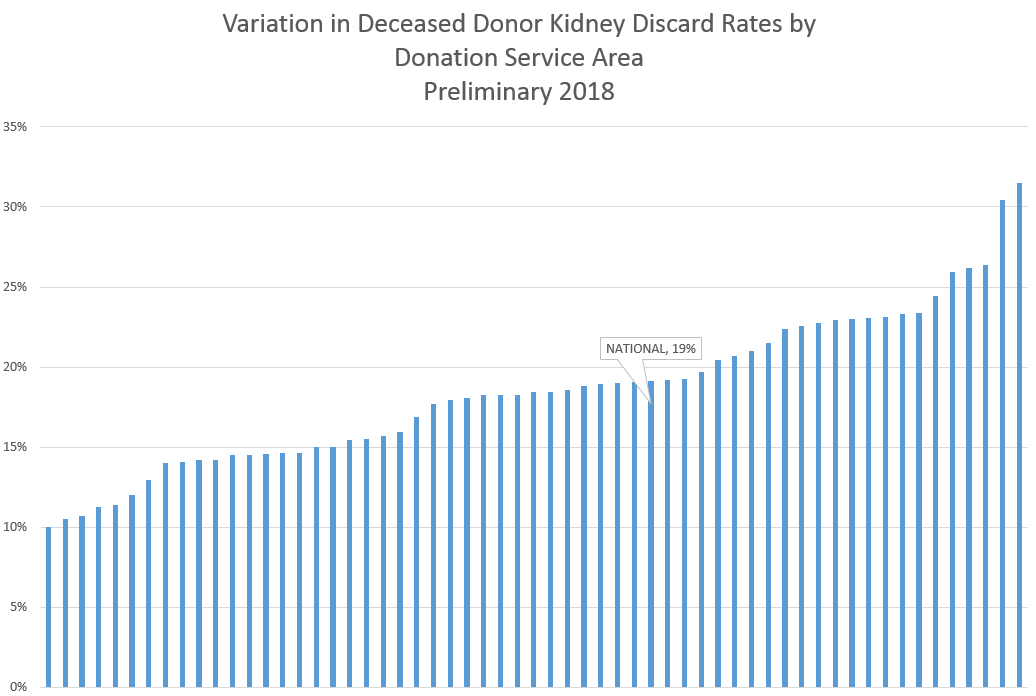 Variation in Deceased Donor Kidney Discard Rates by
Donation Service Area
Preliminary 2018
35%
30%
25%
NATIONAL, 19%
20%
15%
10%
5%
0%